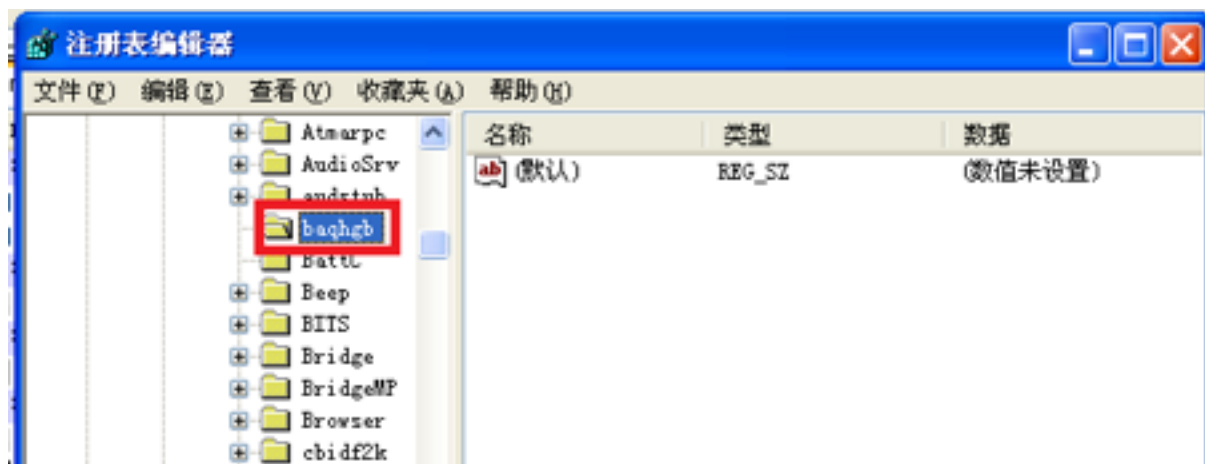 注册表编辑器
文件(F) 编辑(E) 查看(V) 收藏夹(A) 帮助(H)
名称 类型 数据
Atmarpc
(默认) REG_SZ (数值未设置)
AudioSrv
audstub
baqhgb
BattC
Beep
BITS
Bridge
BridgeMP
Browser
cbidf2k